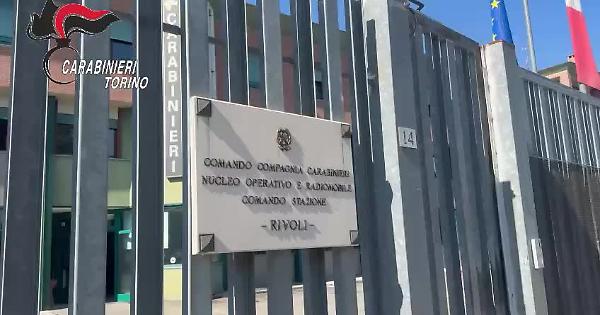 CARABINIERI
TORINO
CARABINIERI
14
COMANDO COMPAGNIA CARABINIERI
NUCLEO OPERATIVO E RADIOMOBILE
COMANDO STAZIONE
- RIVOLI -